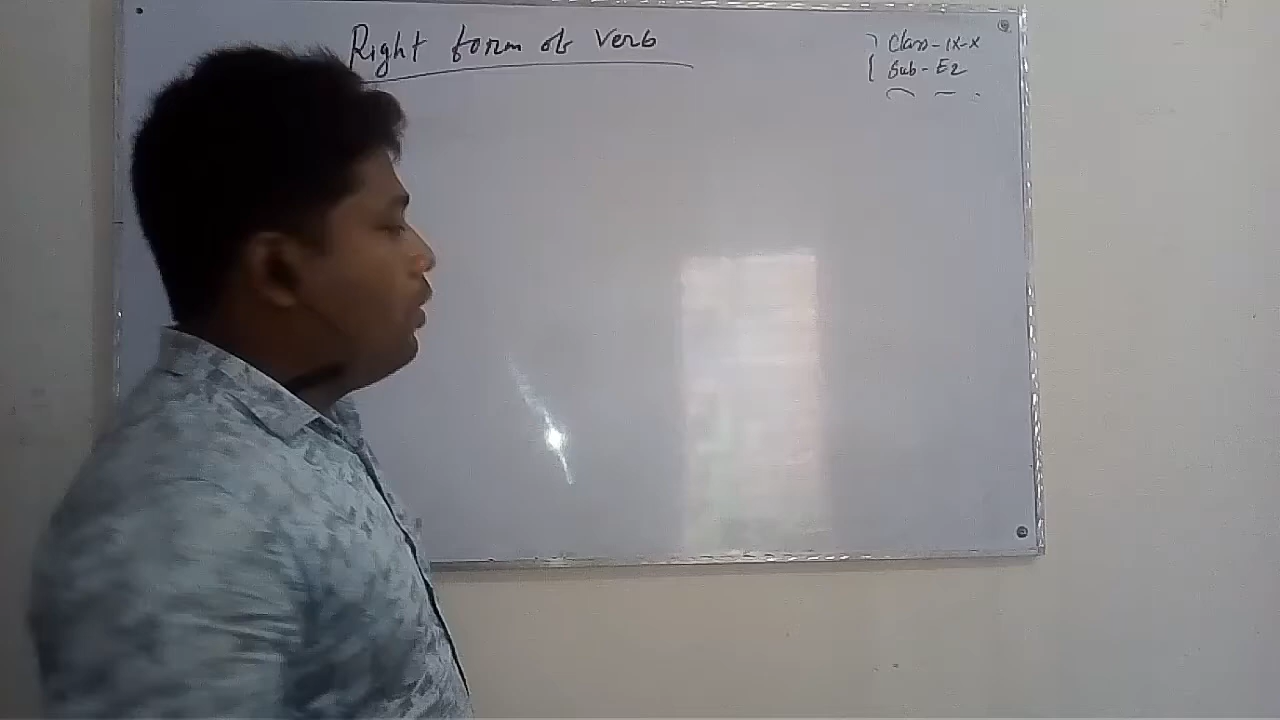 Right form of Verb
Class - IX-X
Sub - E2